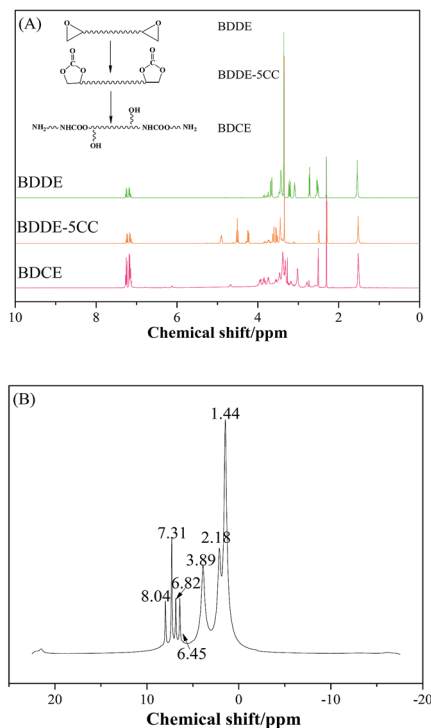 (A)
BDDE
O O
O O
BDDE-5CC
O O O O
OH
NH₂ NHCOO NHCOO NH₂
BDCE
OH
BDDE
BDDE-5CC
BDCE
10 8 6 4 2 0
Chemical shift/ppm
(B)
1.44
7.31
2.18
3.89
6.82
8.04
6.45
20 10 0 -10 -20
Chemical shift/ppm